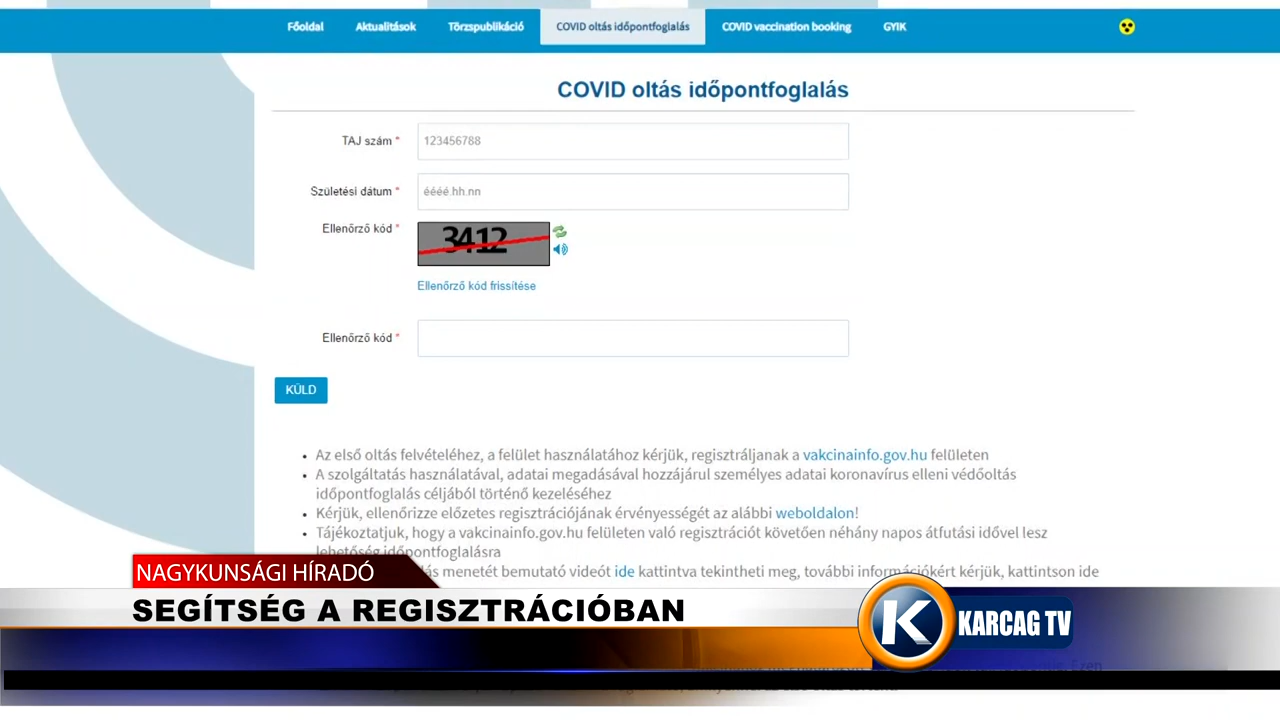 Főoldal
Aktualitások
Törzspublikáció
COVID oltás időpontfoglalás
COVID vaccination booking
GYIK
COVID oltás időpontfoglalás
TAJ szám *
123456788
Születési dátum *
éééé.hh.nn
Ellenőrző kód *
3412
Ellenőrző kód frissítése
Ellenőrző kód *
KÜLD
• Az első oltás felvételéhez, a felület használatához kérjük, regisztráljanak a vakcinainfo.gov.hu felületen
• A szolgáltatás használatával, adatai megadásával hozzájárul személyes adatai koronavírus elleni védőoltás
időpontfoglalás céljából történő kezeléséhez
• Kérjük, ellenőrizze előzetes regisztrációjának érvényességét az alábbi weboldalon!
• Tájékoztatjuk, hogy a vakcinainfo.gov.hu felületen való regisztrációt követően néhány napos átfutási idővel lesz
lehetőség időpontfoglalásra
menetét bemutató videót ide kattintva tekintheti meg, további információkért kérjük, kattintson ide
NAGYKUNSÁGI HÍRADÓ
SEGÍTSÉG A REGISZTRÁCIÓBAN
K KARCAG TV